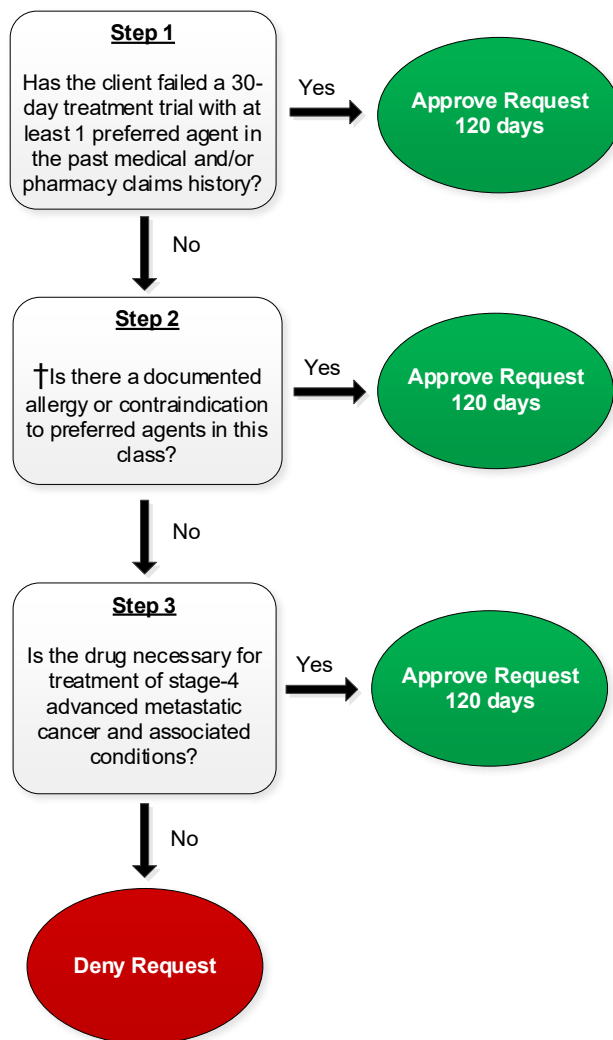 Step 1
Has the client failed a 30-
day treatment trial with at
least 1 preferred agent in
the past medical and/or
pharmacy claims history?
Yes
Approve Request
120 days
No
Step 2
†Is there a documented
allergy or contraindication
to preferred agents in this
class?
Yes
Approve Request
120 days
No
Step 3
Is the drug necessary for
treatment of stage-4
advanced metastatic
cancer and associated
conditions?
Yes
Approve Request
120 days
No
Deny Request